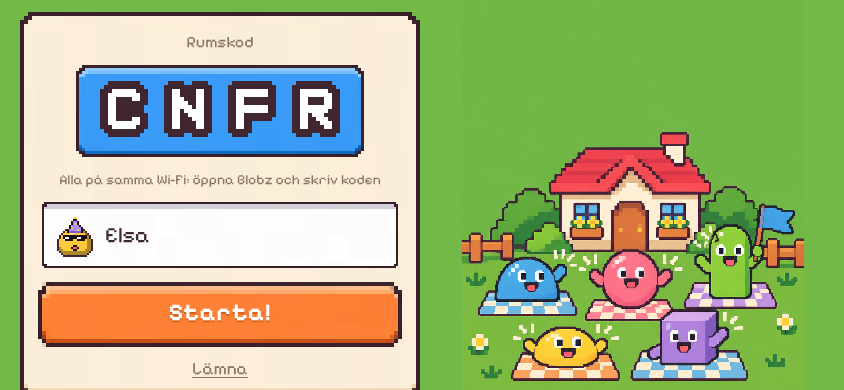 Rumskod
CNFR
Alla på samma Wi-Fi: öppna Blobz och skriv koden
Elsa
Starta!
Lämna